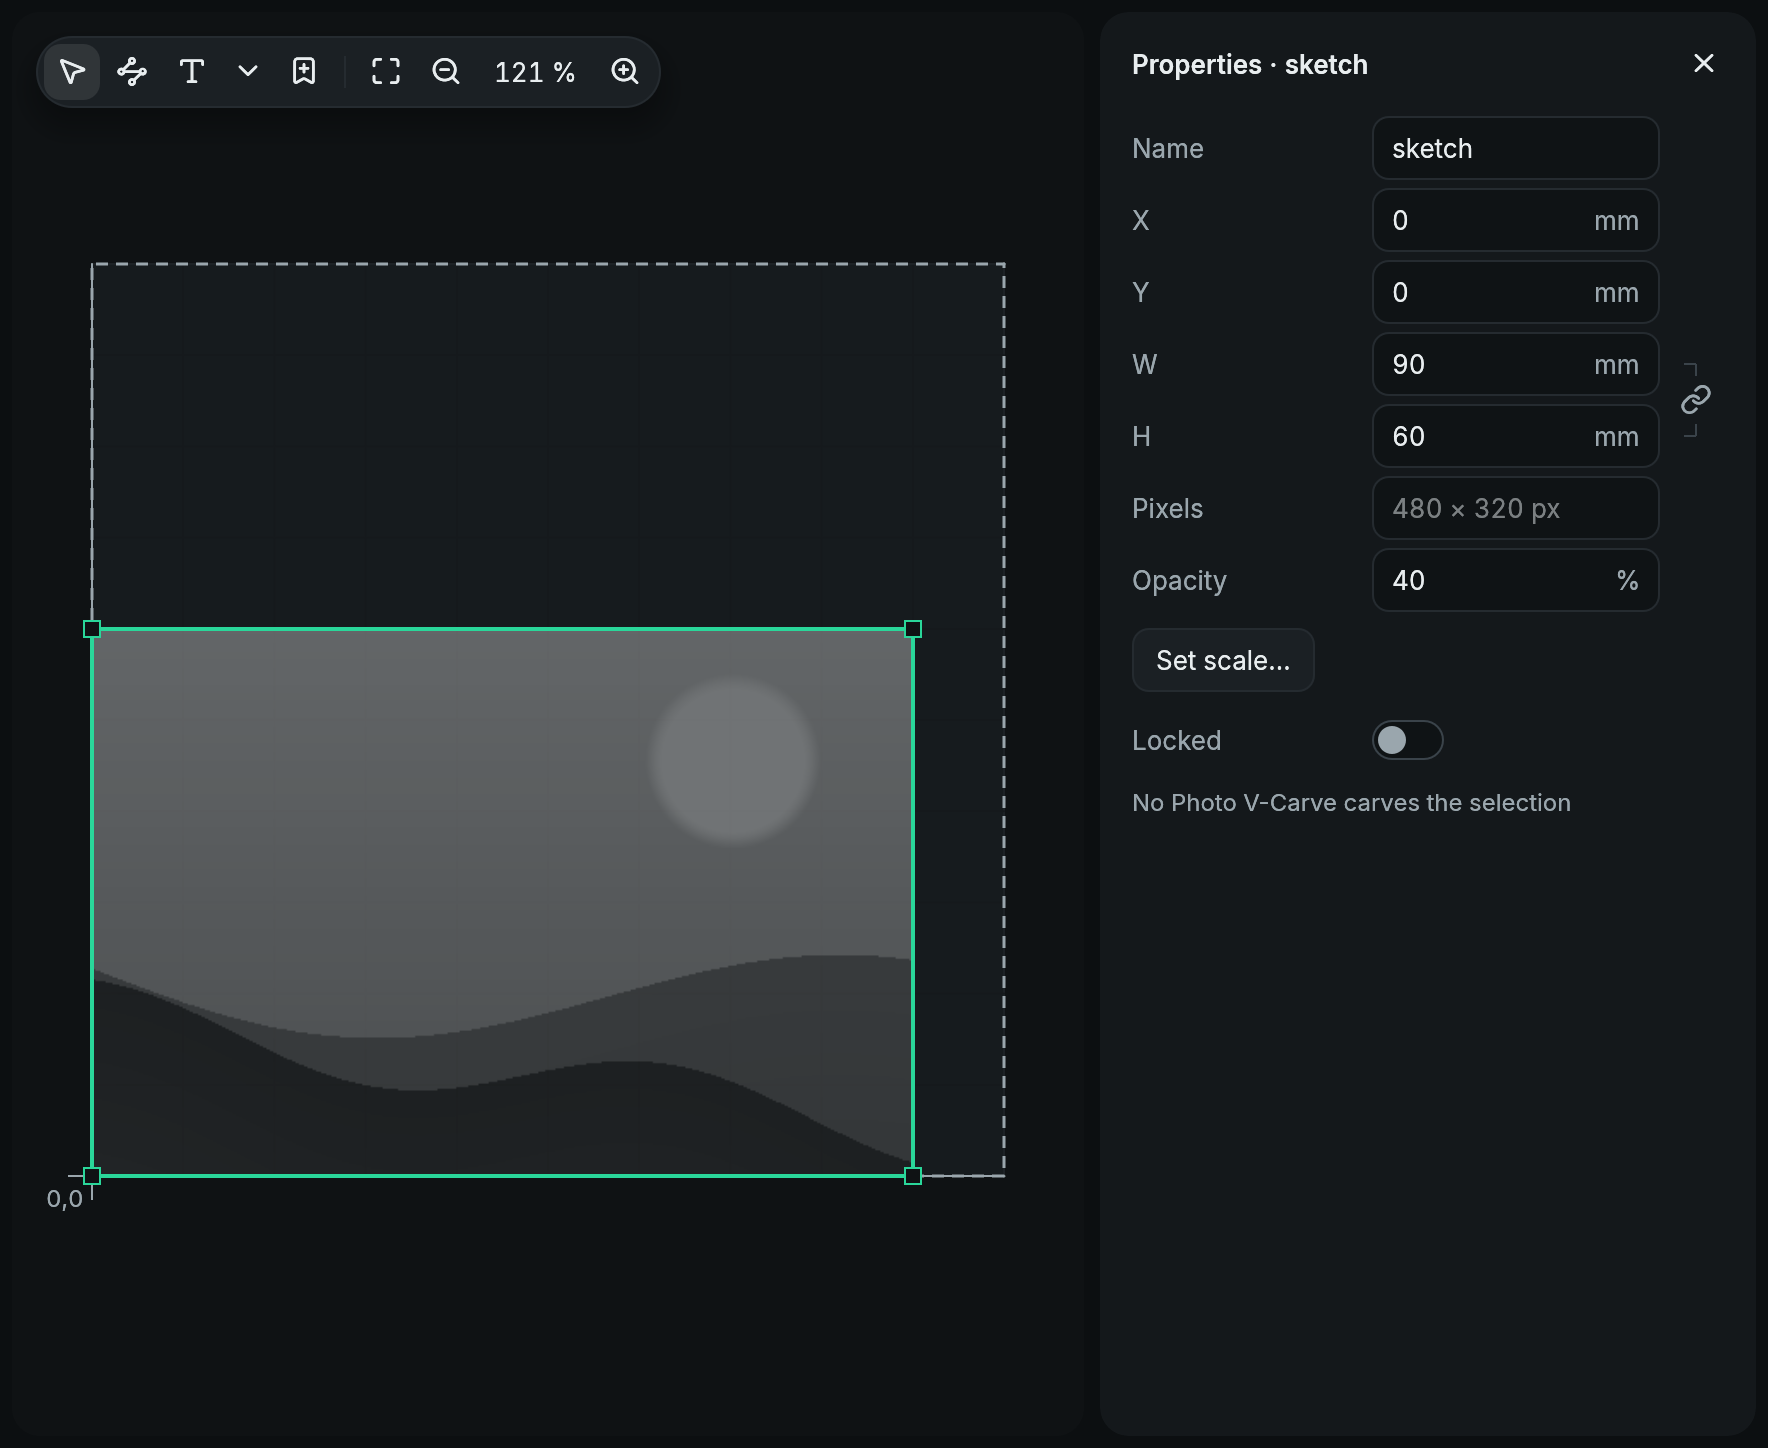 121 %
Properties · sketch
Name sketch
X 0 mm
Y 0 mm
W 90 mm
H 60 mm
Pixels 480 × 320 px
Opacity 40 %
Set scale...
Locked
No Photo V-Carve carves the selection
0,0